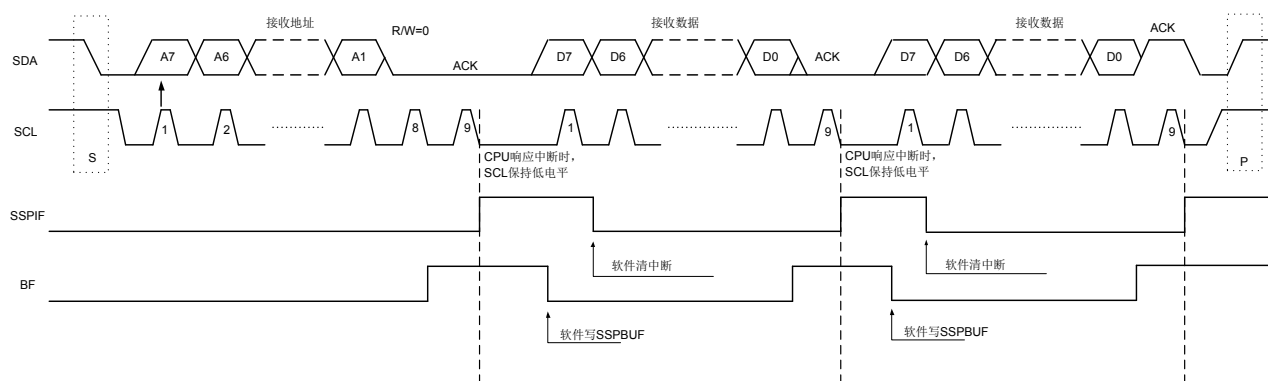 接收地址
接收数据
接收数据
R/W=0
ACK
SDA
A7
A6
A1
ACK
D7
D6
D0
ACK
D7
D6
D0
SCL
1
2
8
9
1
9
1
9
S
P
CPU响应中断时，
SCL保持低电平
CPU响应中断时，
SCL保持低电平
SSPIF
软件清中断
软件清中断
BF
软件写SSPBUF
软件写SSPBUF